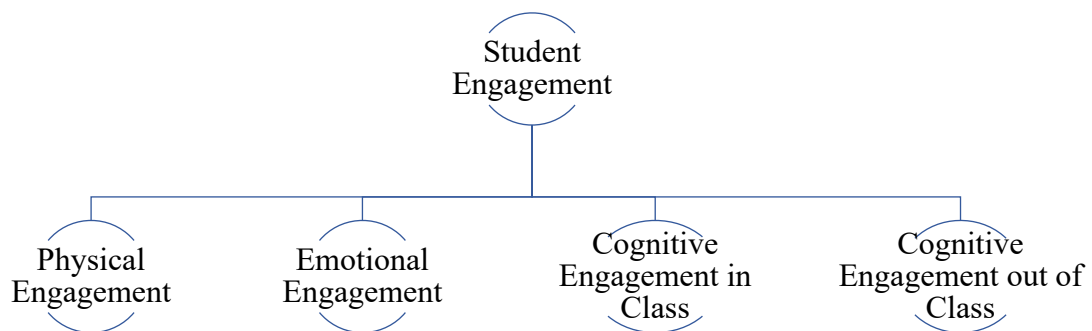 Student
Engagement
Physical
Engagement
Emotional
Engagement
Cognitive
Engagement in
Class
Cognitive
Engagement out of
Class